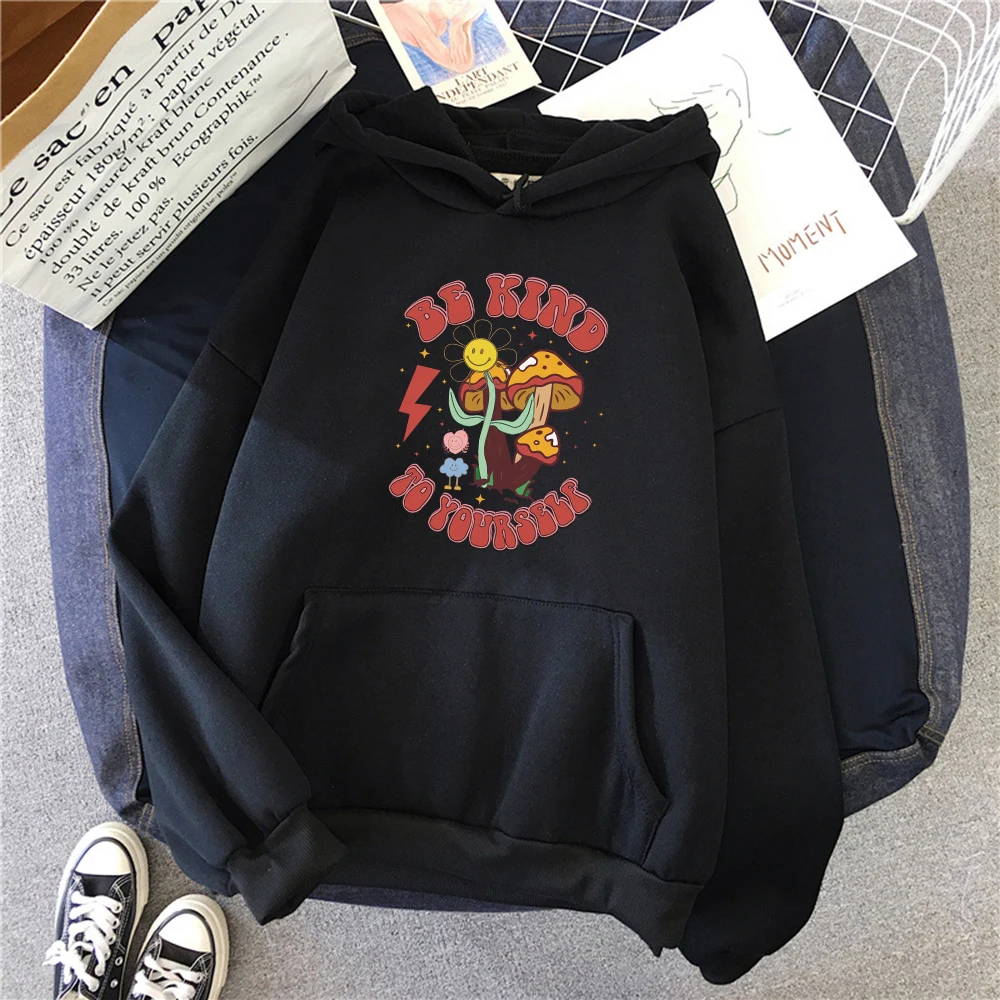 Le sac en pap
#1
Ce sac est fabriqué à partir de
épaisseur 180g/m²; papier végétal.
100 % naturel, kraft blanc
doublé de kraft brun Contenance
33 litres. 100 % Ecographik™
Ne le jetez pas.
il peut servir plusieurs fois.
L'ART
INDEPENDANT
MOMENT
BE KIND
TO YOURSELF